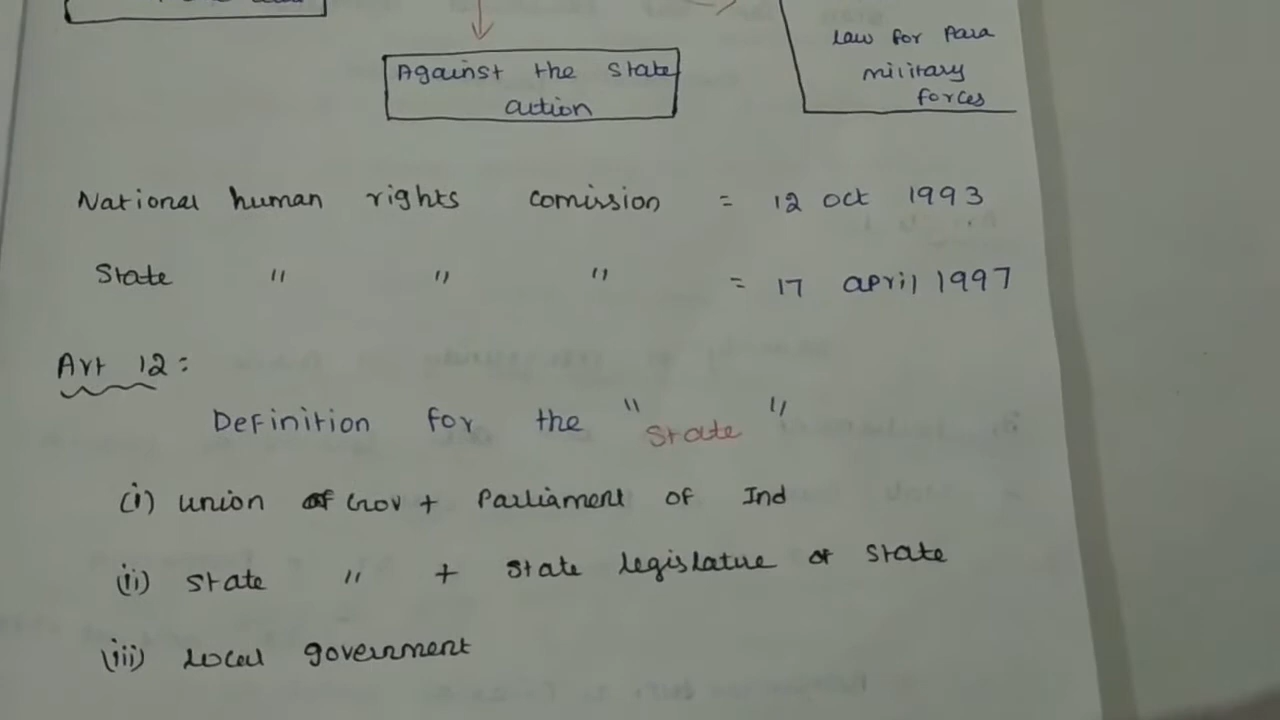 Against the state
action
law for Para
military
forces
National human rights comission = 12 oct 1993
State " " " = 17 april 1997
Art 12:
Definition for the "state"
(i) union of Gov + Parliament of Ind
(ii) state " + state legislatue of state
(iii) Local government